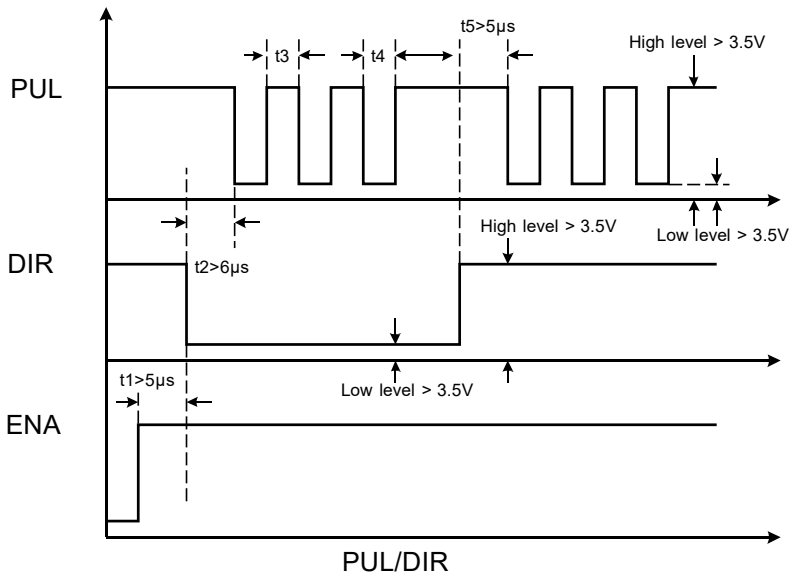 t5>5µs
t3
t4
High level > 3.5V
PUL
Low level > 3.5V
High level > 3.5V
DIR
t2>6µs
t1>5µs
Low level > 3.5V
ENA
PUL/DIR